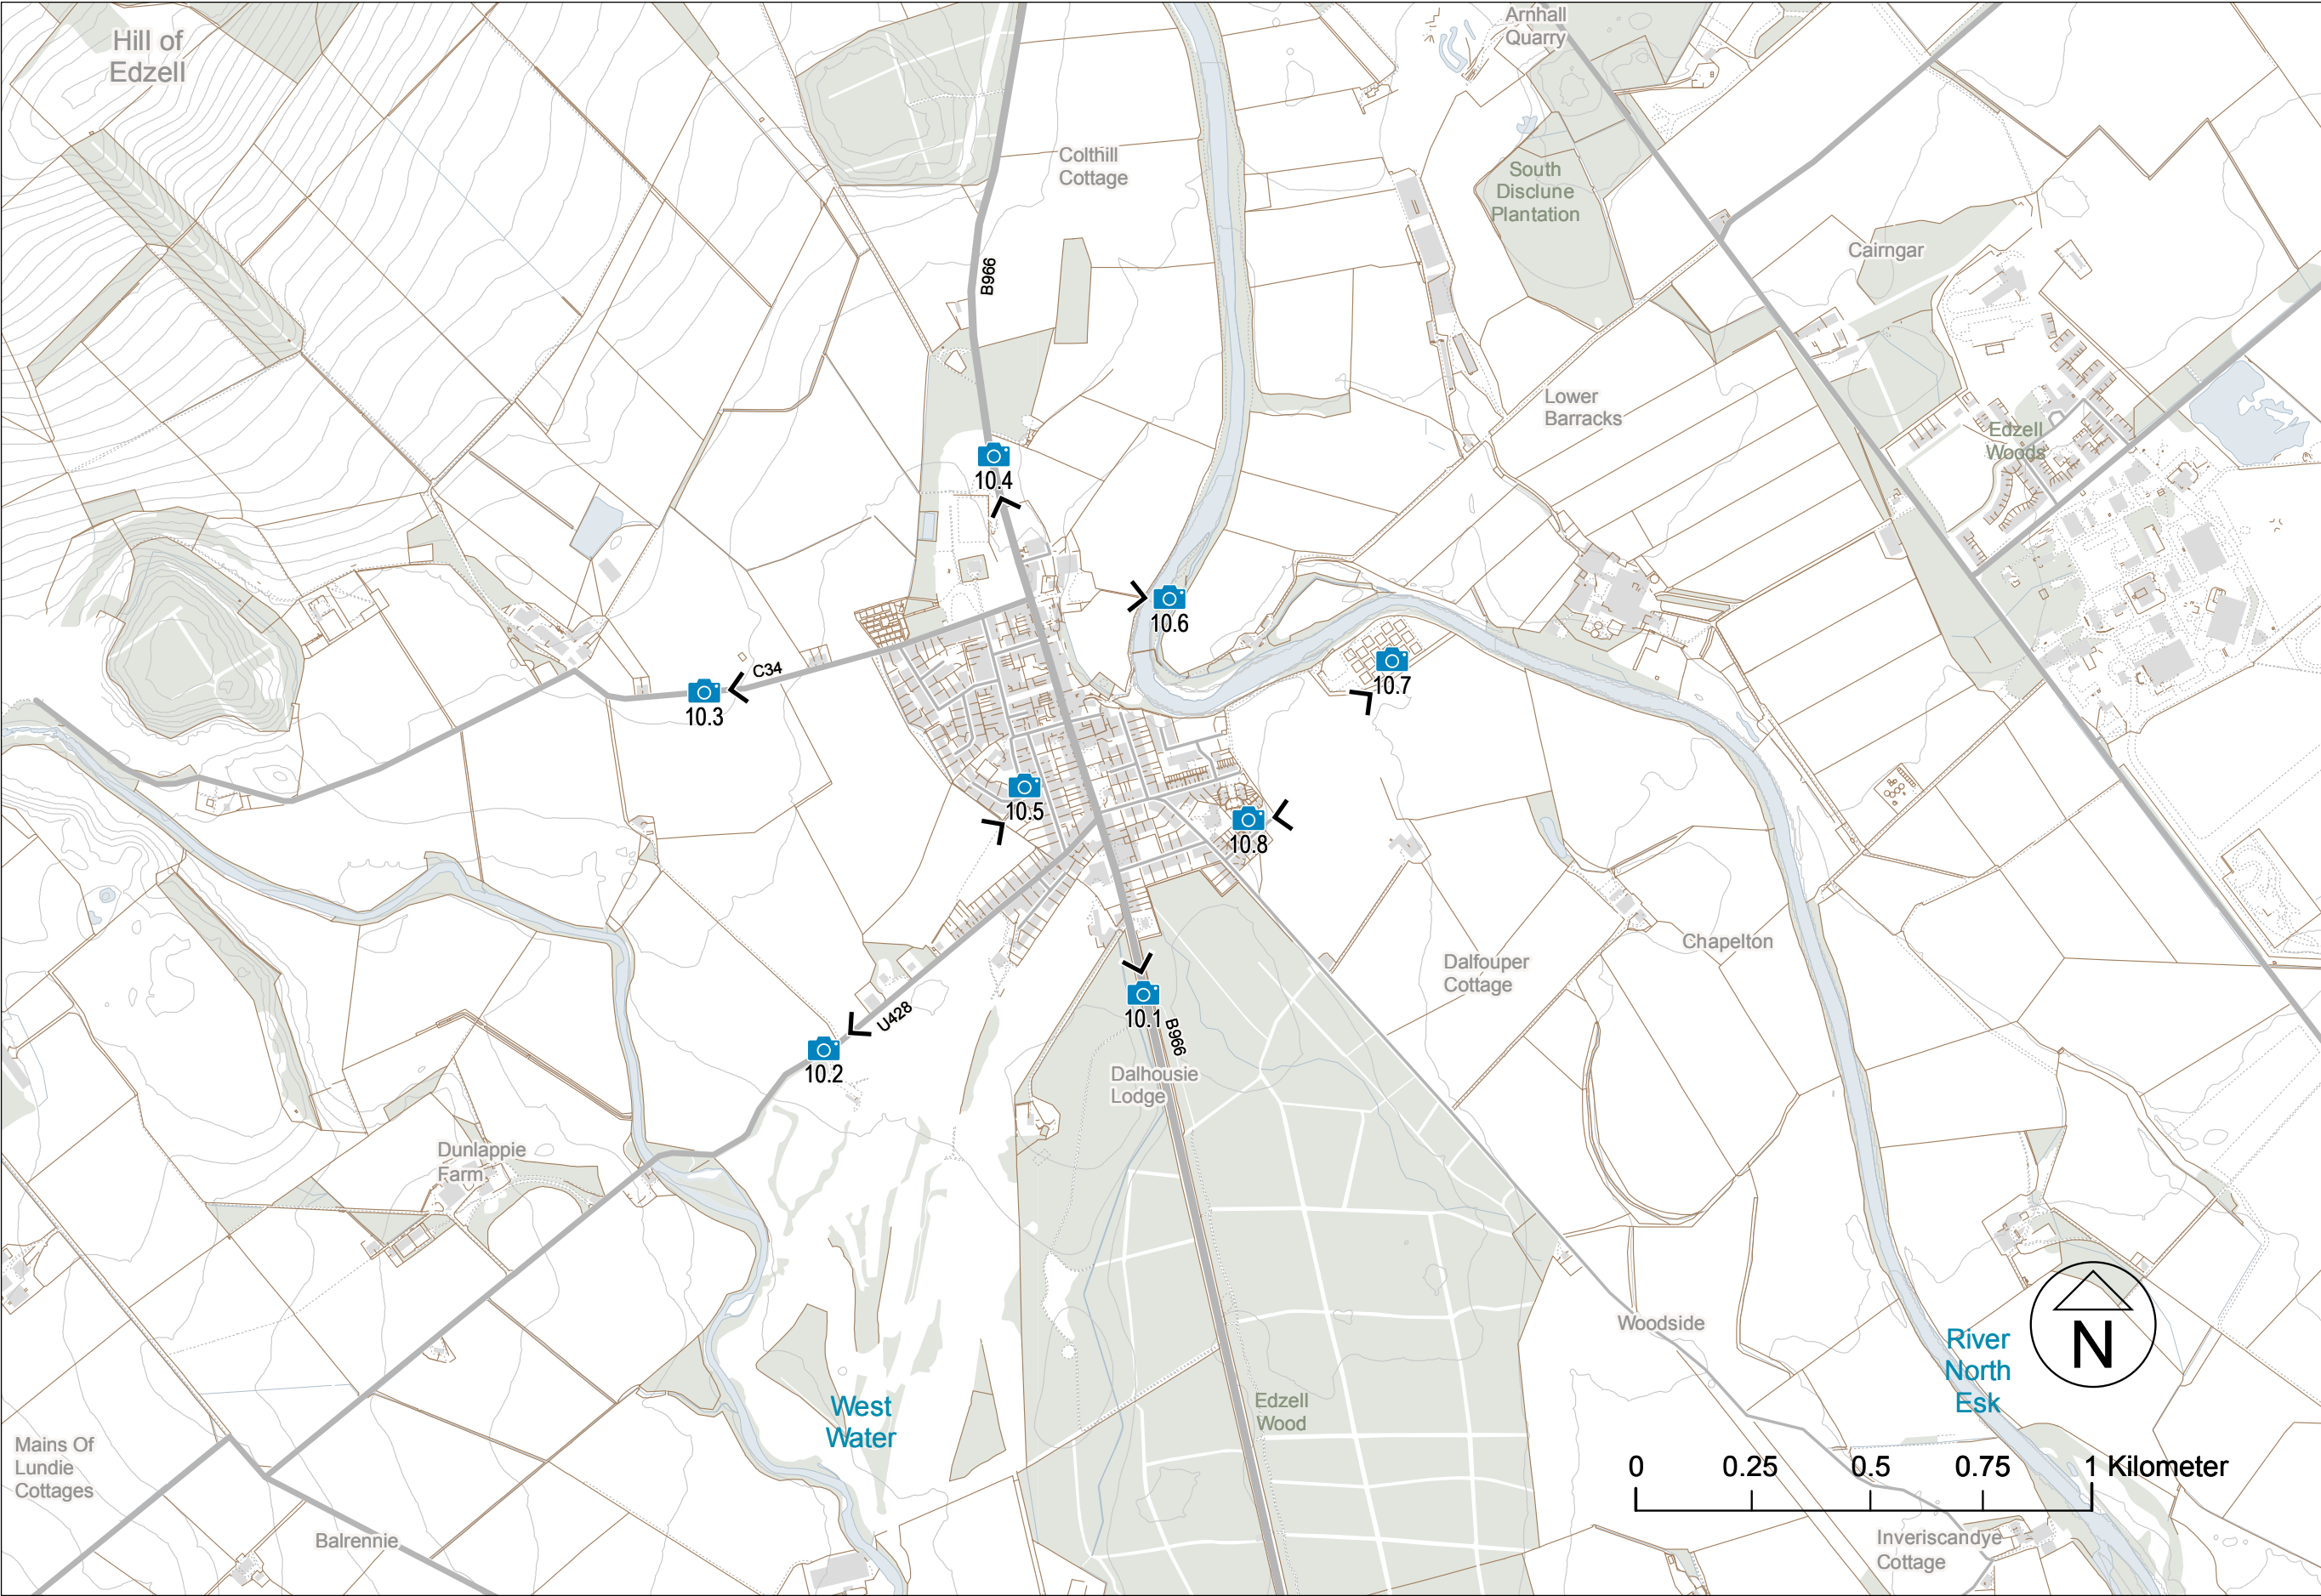 Hill of
Edzell
Arnhall
Quarry
Colthill
Cottage
South
Disclune
Plantation
Cairngar
B966
Lower
Barracks
Edzell
Woods
10.4
10.6
C34
10.3
10.7
10.5
10.8
Chapelton
Dalfouper
Cottage
10.1
B966
U428
10.2
Dalhousie
Lodge
Dunlappie
Farm
Woodside
River
North
Esk
N
Edzell
Wood
West
Water
Mains Of
Lundie
Cottages
0 0.25 0.5 0.75 1 Kilometer
Balrennie
Inveriscandye
Cottage